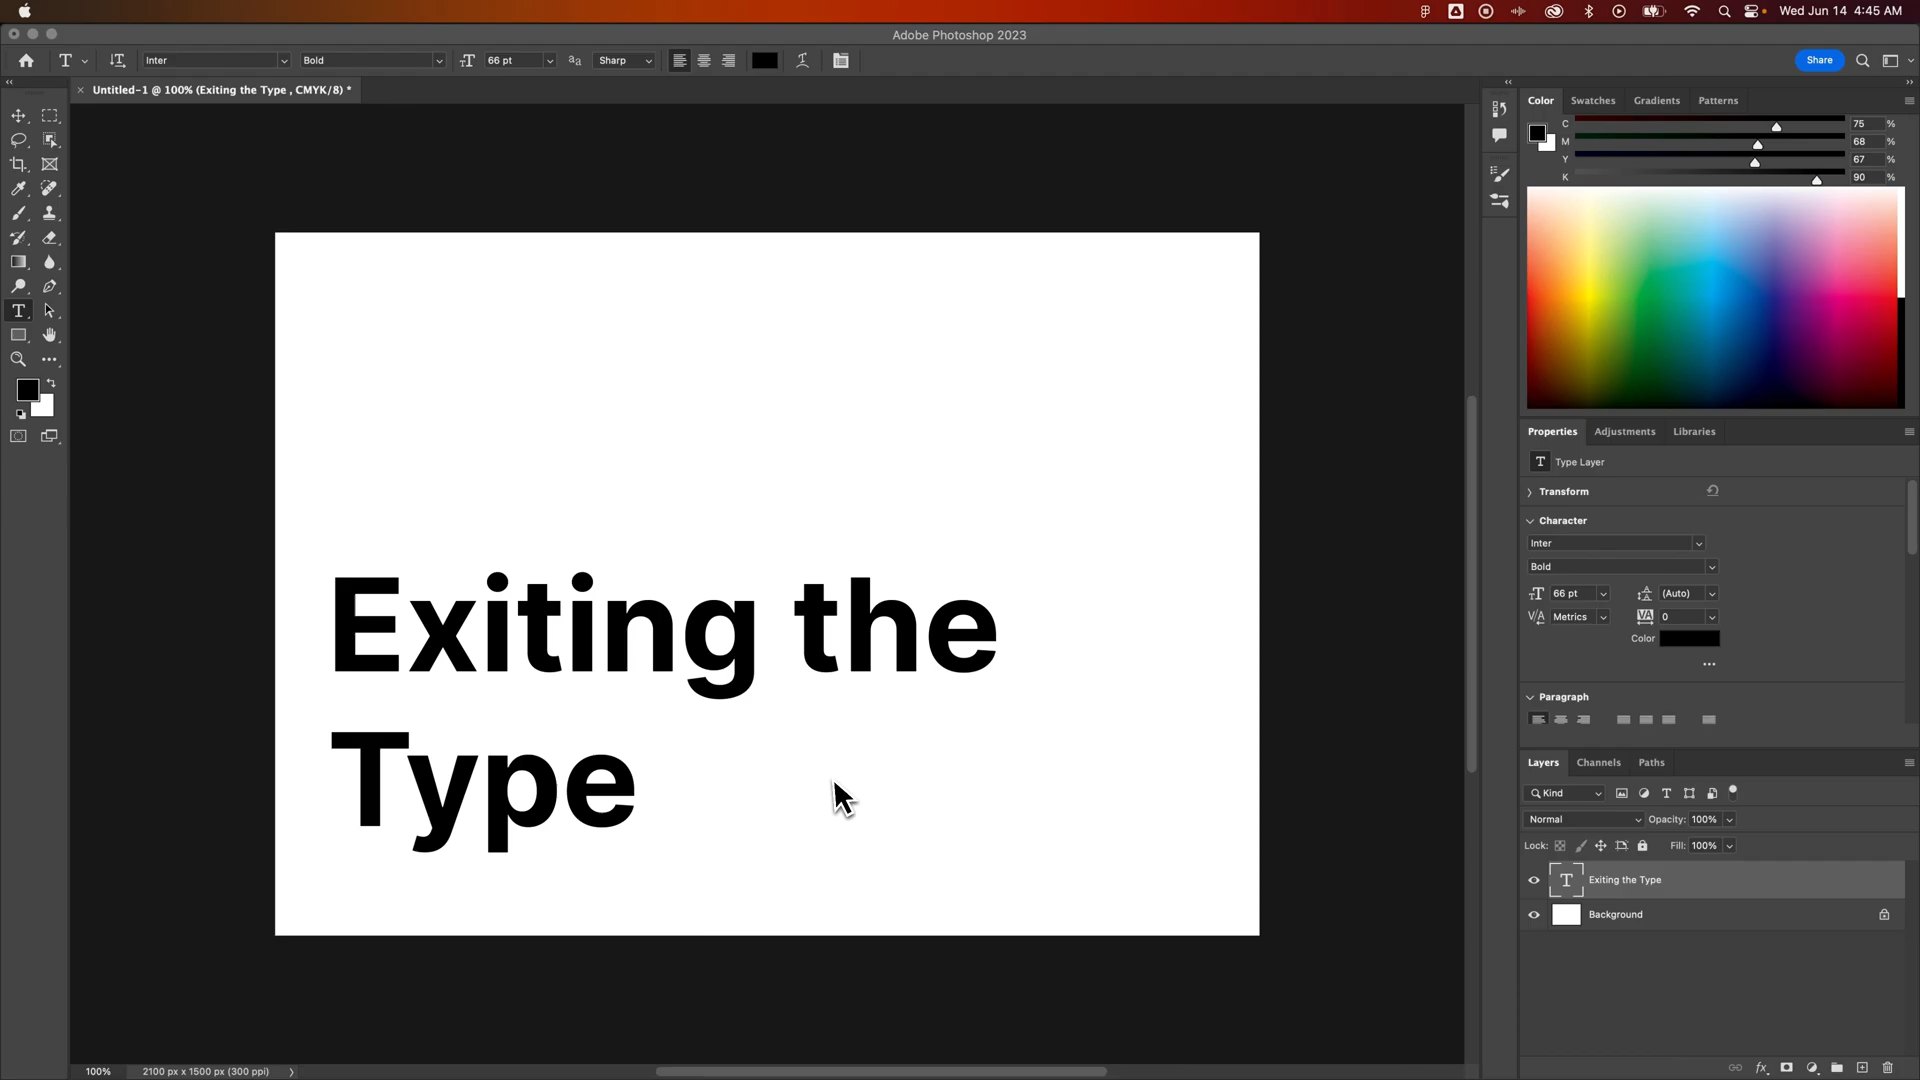 Wed Jun 14 4:45 AM
Adobe Photoshop 2023
Inter
Bold
66 pt
Sharp
Share
Untitled-1 @ 100% (Exiting the Type , CMYK/8) *
Color
Swatches
Gradients
Patterns
C 75 %
M 68 %
Y 67 %
K 90 %
Exiting the
Type
Properties
Adjustments
Libraries
Type Layer
Transform
Character
Inter
Bold
66 pt
(Auto)
Metrics
0
Color
Paragraph
Layers
Channels
Paths
Kind
Normal
Opacity: 100%
Lock:
Fill: 100%
Exiting the Type
Background
100%
2100 px x 1500 px (300 ppi)